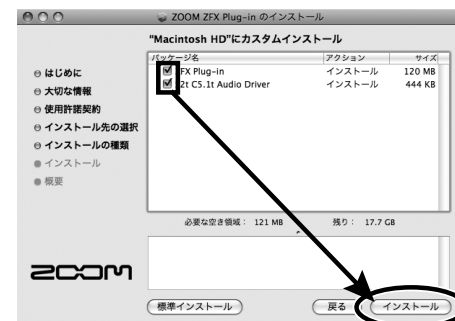 ZOOM ZFX Plug-in のインストール
"Macintosh HD"にカスタムインストール
はじめに
大切な情報
使用許諾契約
インストール先の選択
インストールの種類
インストール
概要
パッケージ名 アクション サイズ
FX Plug-in インストール 120 MB
2t C5.1t Audio Driver インストール 444 KB
必要な空き領域： 121 MB 残り： 17.7 GB
ZOOM
標準インストール 戻る インストール